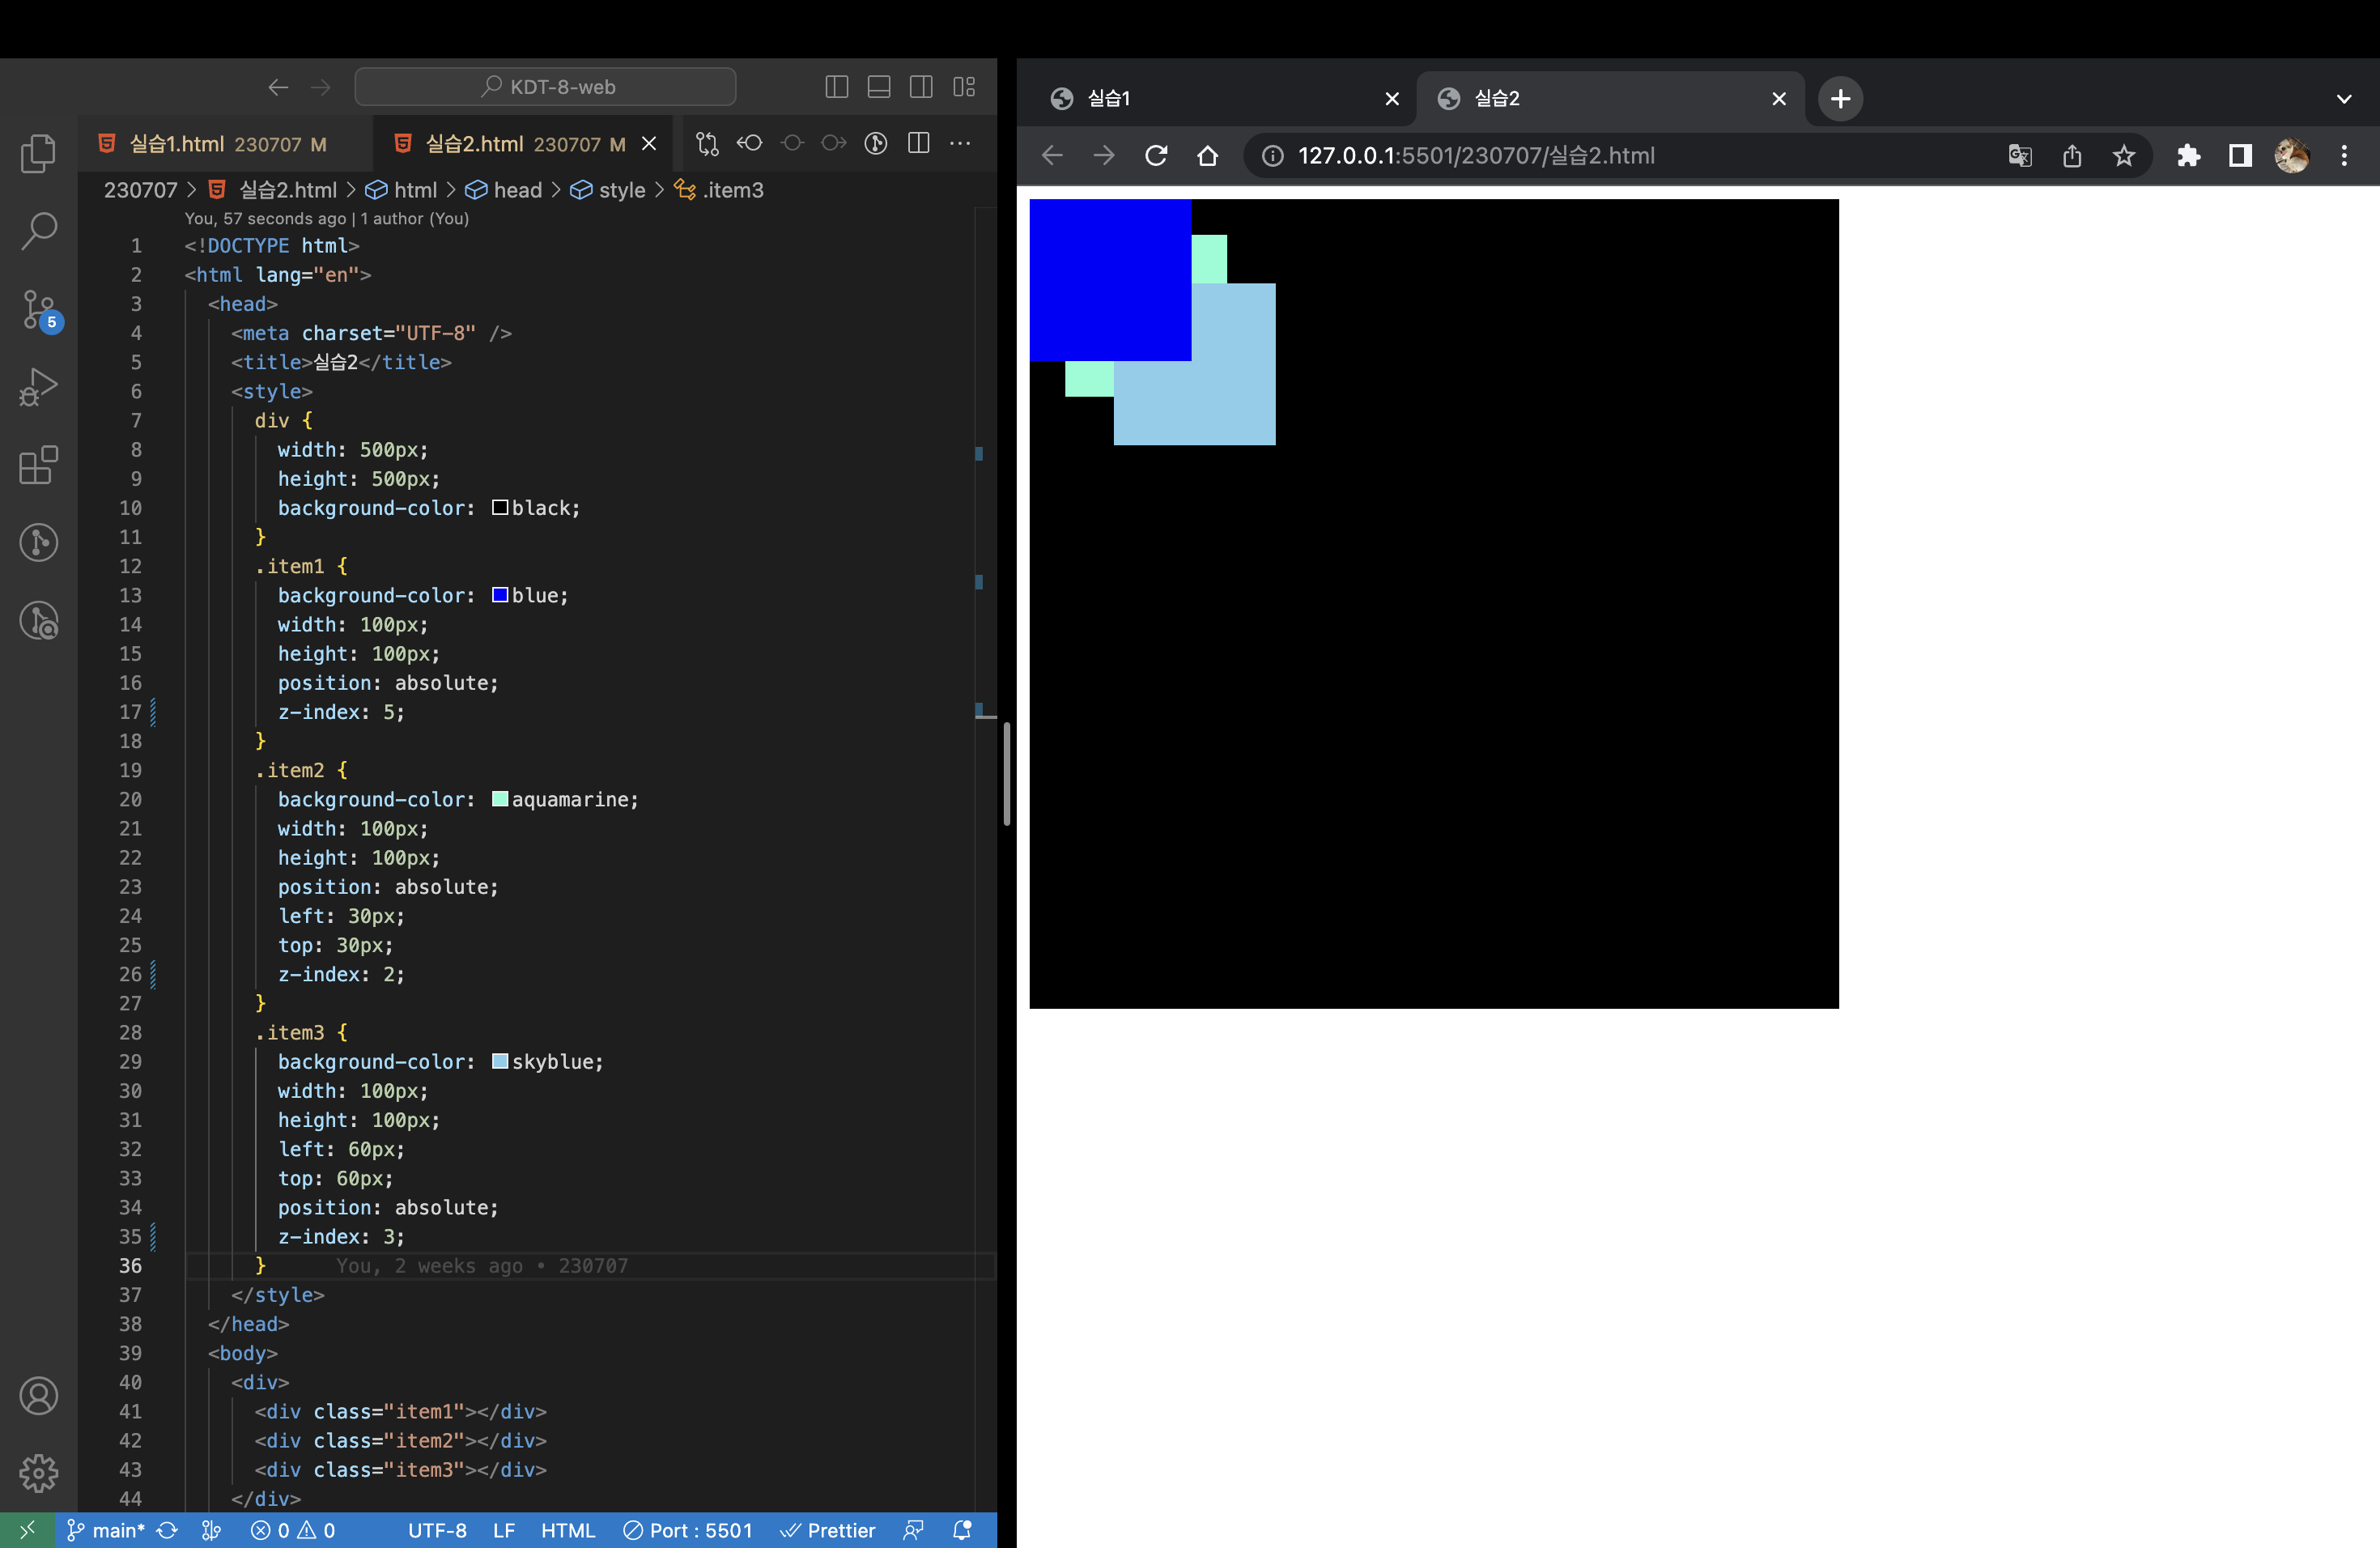 KDT-8-web
실습1.html 230707 M
실습2.html 230707 M
230707 > 실습2.html > html > head > style > .item3
You, 57 seconds ago | 1 author (You)
1 <!DOCTYPE html>
2 <html lang="en">
3 <head>
4 <meta charset="UTF-8" />
5 <title>실습2</title>
6 <style>
7 div {
8 width: 500px;
9 height: 500px;
10 background-color: black;
11 }
12 .item1 {
13 background-color: blue;
14 width: 100px;
15 height: 100px;
16 position: absolute;
17 z-index: 5;
18 }
19 .item2 {
20 background-color: aquamarine;
21 width: 100px;
22 height: 100px;
23 position: absolute;
24 left: 30px;
25 top: 30px;
26 z-index: 2;
27 }
28 .item3 {
29 background-color: skyblue;
30 width: 100px;
31 height: 100px;
32 left: 60px;
33 top: 60px;
34 position: absolute;
35 z-index: 3;
36 } You, 2 weeks ago • 230707
37 </style>
38 </head>
39 <body>
40 <div>
41 <div class="item1"></div>
42 <div class="item2"></div>
43 <div class="item3"></div>
44 </div>
5
main* 0 0 UTF-8 LF HTML Port : 5501 Prettier
실습1
실습2
127.0.0.1:5501/230707/실습2.html